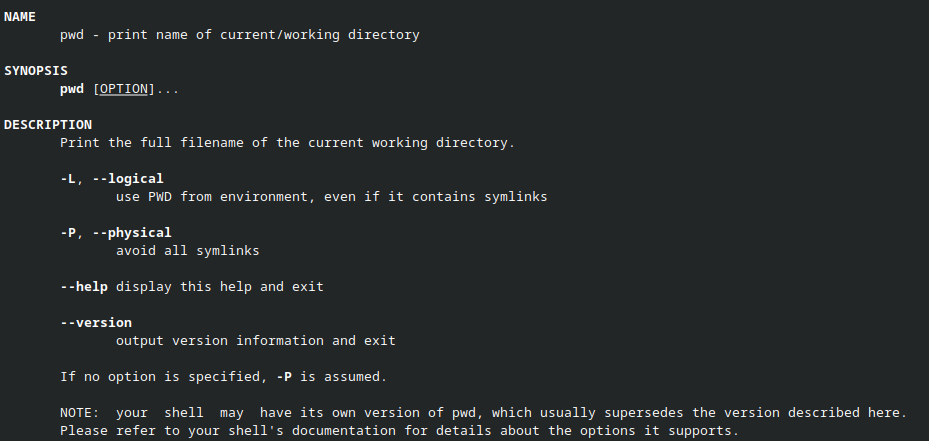 NAME
pwd - print name of current/working directory
SYNOPSIS
pwd [OPTION]...
DESCRIPTION
Print the full filename of the current working directory.
-L, --logical
use PWD from environment, even if it contains symlinks
-P, --physical
avoid all symlinks
--help display this help and exit
--version
output version information and exit
If no option is specified, -P is assumed.
NOTE:  your  shell  may  have its own version of pwd, which usually supersedes the version described here.
Please refer to your shell's documentation for details about the options it supports.